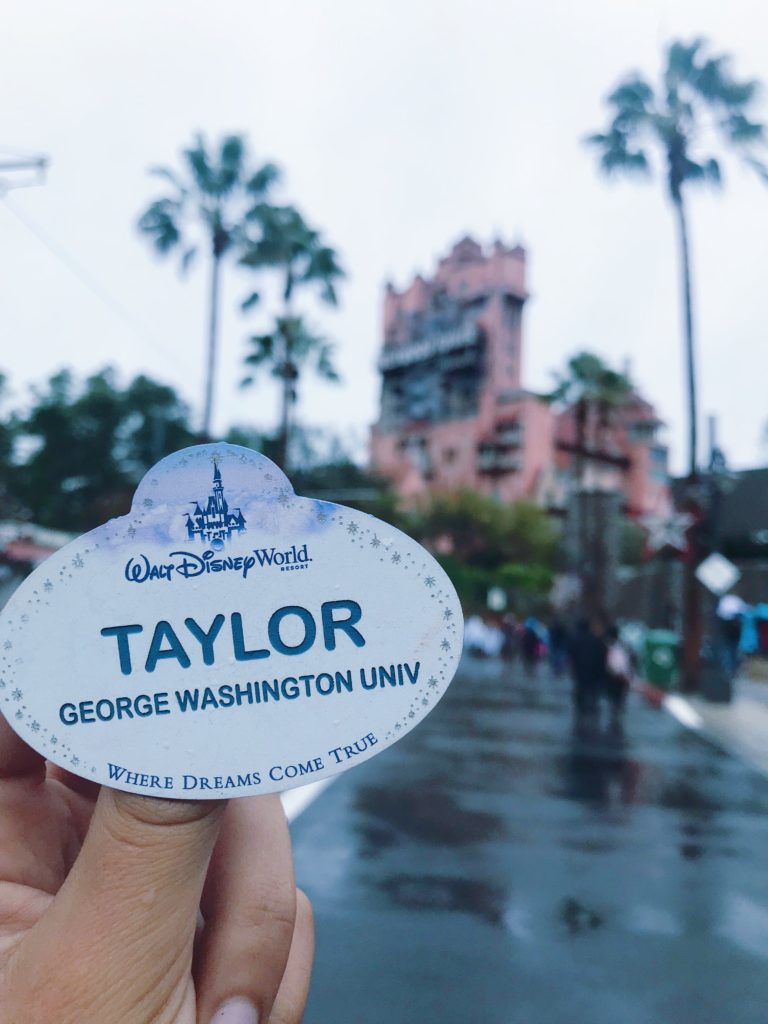 WALT DISNEY World
RESORT
TAYLOR
GEORGE WASHINGTON UNIV
WHERE DREAMS COME TRUE